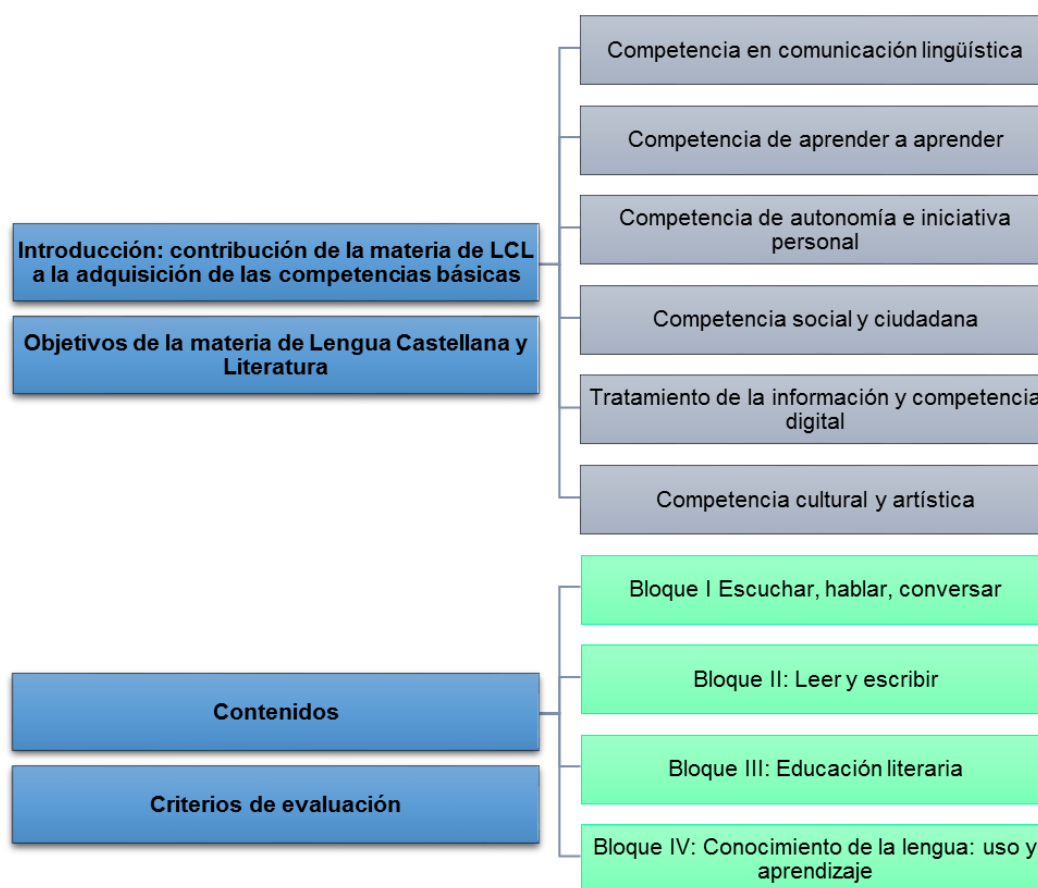 Introducción: contribución de la materia de LCL
a la adquisición de las competencias básicas
Objetivos de la materia de Lengua Castellana y
Literatura
Competencia en comunicación lingüística
Competencia de aprender a aprender
Competencia de autonomía e iniciativa
personal
Competencia social y ciudadana
Tratamiento de la información y competencia
digital
Competencia cultural y artística
Contenidos
Criterios de evaluación
Bloque I Escuchar, hablar, conversar
Bloque II: Leer y escribir
Bloque III: Educación literaria
Bloque IV: Conocimiento de la lengua: uso y
aprendizaje